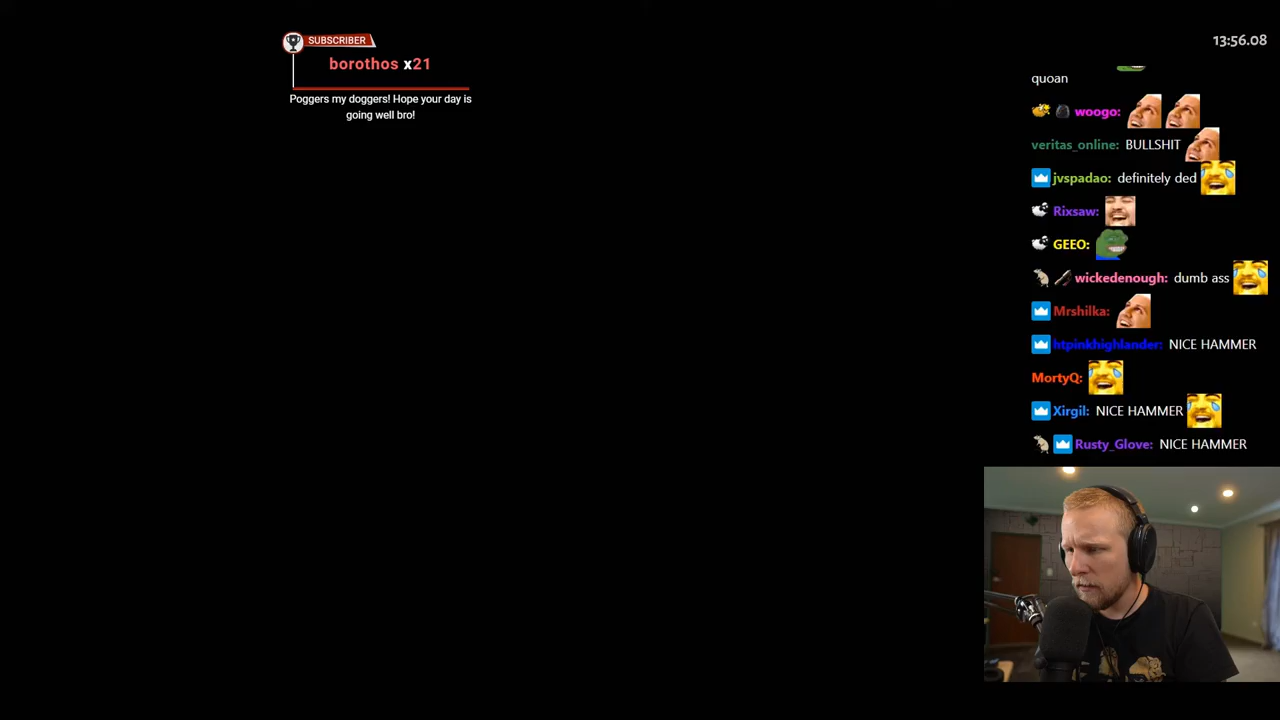 SUBSCRIBER
borothos x21
Poggers my doggers! Hope your day is
going well bro!
13:56.08
quoan
woogo:
veritas_online: BULLSHIT
jvspadao: definitely ded
Rixsaw:
GEEO:
wickedenough: dumb ass
Mrshilka:
htpinkhighlander: NICE HAMMER
MortyQ:
Xirgil: NICE HAMMER
Rusty_Glove: NICE HAMMER